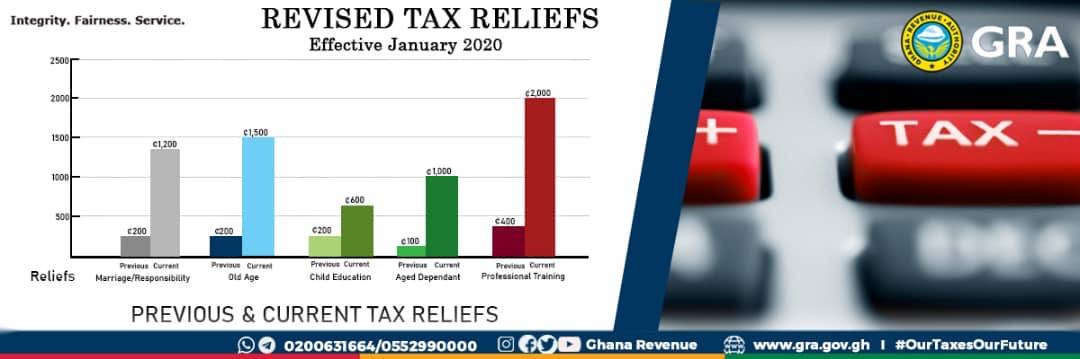 Integrity. Fairness. Service.
REVISED TAX RELIEFS
Effective January 2020
2500
2000
1500
1000
500
¢200
¢1,200
¢200
¢1,500
¢200
¢600
¢100
¢1,000
¢400
¢2,000
Previous Current
Previous Current
Previous Current
Previous Current
Previous Current
Reliefs
Marriage/Responsibility
Old Age
Child Education
Aged Dependant
Professional Training
PREVIOUS & CURRENT TAX RELIEFS
GHANA REVENUE AUTHORITY
GRA
+
TAX –
0200631664/0552990000
Ghana Revenue
www.gra.gov.gh I #OurTaxesOurFuture